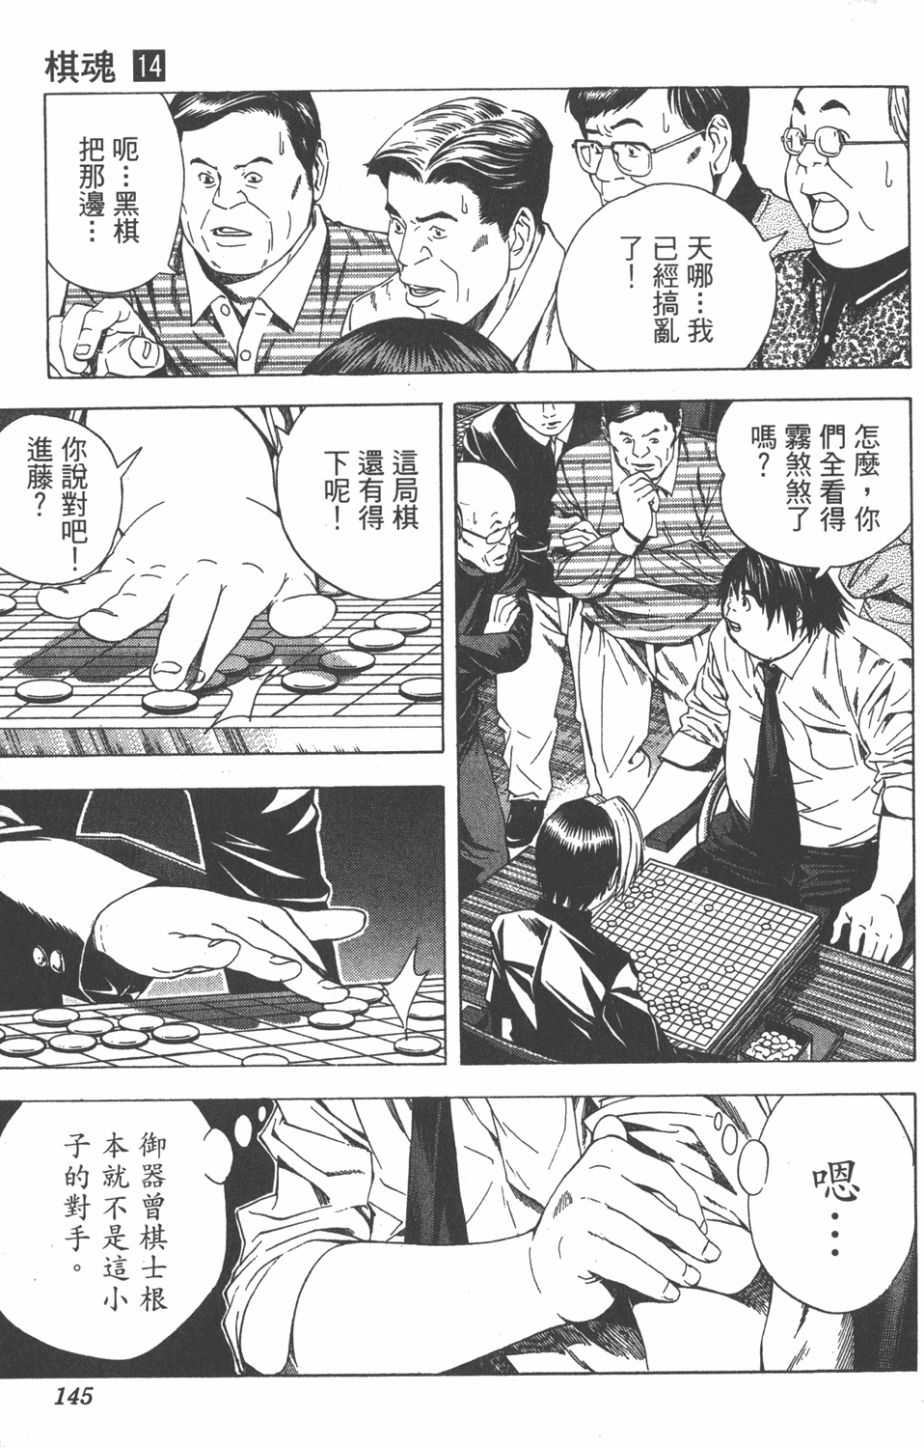 棋魂 14
天哪…我
已經搞亂
了！
呃…黑棋
把那邊…
怎麼，你
們全看得
霧煞煞了
嗎？
這局棋
還有得
下呢！
你說對吧！
進藤？
嗯…
御器曾棋士根
本就不是這小
子的對手。
145